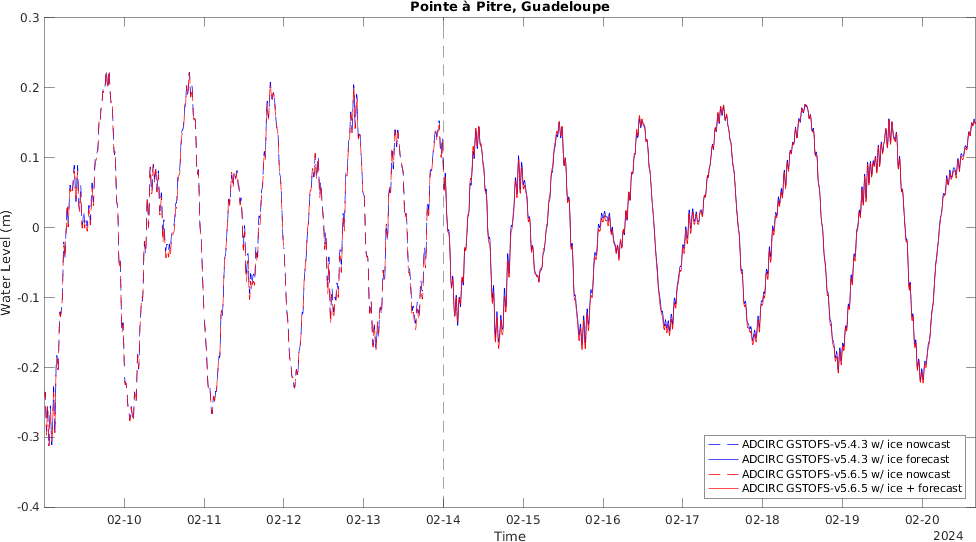 Pointe à Pitre, Guadeloupe
0.3
0.2
0.1
0
-0.1
-0.2
-0.3
-0.4
Water Level (m)
ADCIRC GSTOFS-v5.4.3 w/ ice nowcast
ADCIRC GSTOFS-v5.4.3 w/ ice forecast
ADCIRC GSTOFS-v5.6.5 w/ ice nowcast
ADCIRC GSTOFS-v5.6.5 w/ ice + forecast
02-10 02-11 02-12 02-13 02-14 02-15 02-16 02-17 02-18 02-19 02-20
Time
2024